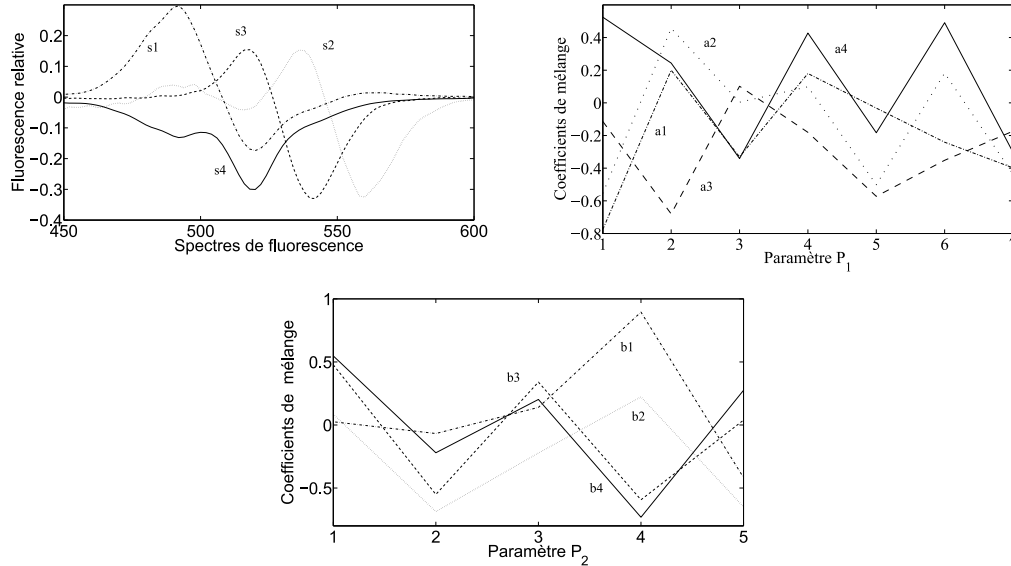 Fluorescence relative
0.2
0.1
0
−0.1
−0.2
−0.3
−0.4
s1
s3
s2
s4
450
500
550
600
Spectres de fluorescence
Coefficients de mélange
0.6
0.4
0.2
0
−0.2
−0.4
−0.6
−0.8
a2
a4
a1
a3
1
2
3
4
5
6
7
Paramètre P1
Coefficients de mélange
1
0.5
0
−0.5
b1
b3
b2
b4
1
2
3
4
5
Paramètre P2